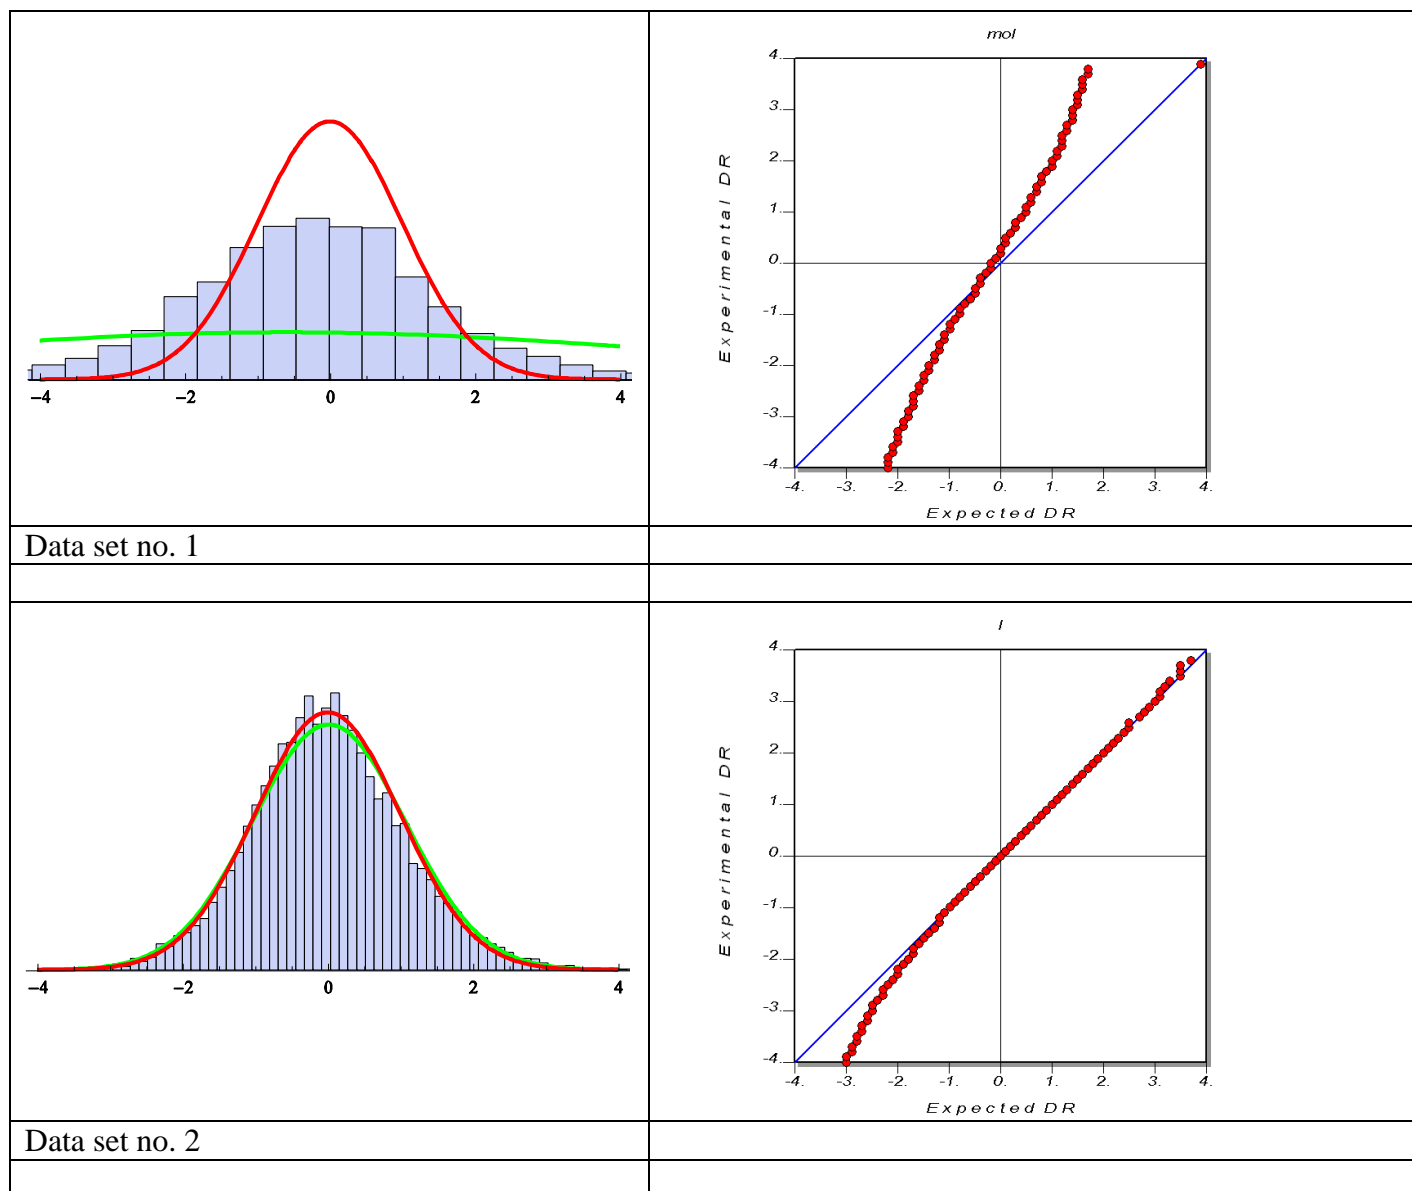 mol
4.
3.
2.
1.
0.
-1.
-2.
-3.
-4.
Experimental DR
-4. -3. -2. -1. 0. 1. 2. 3. 4.
Expected DR
−4 −2 0 2 4
Data set no. 1
l
4.
3.
2.
1.
0.
-1.
-2.
-3.
-4.
Experimental DR
-4. -3. -2. -1. 0. 1. 2. 3. 4.
Expected DR
−4 −2 0 2 4
Data set no. 2